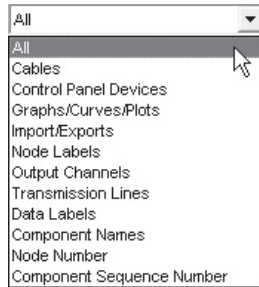 All
All
Cables
Control Panel Devices
Graphs/Curves/Plots
Import/Exports
Node Labels
Output Channels
Transmission Lines
Data Labels
Component Names
Node Number
Component Sequence Number